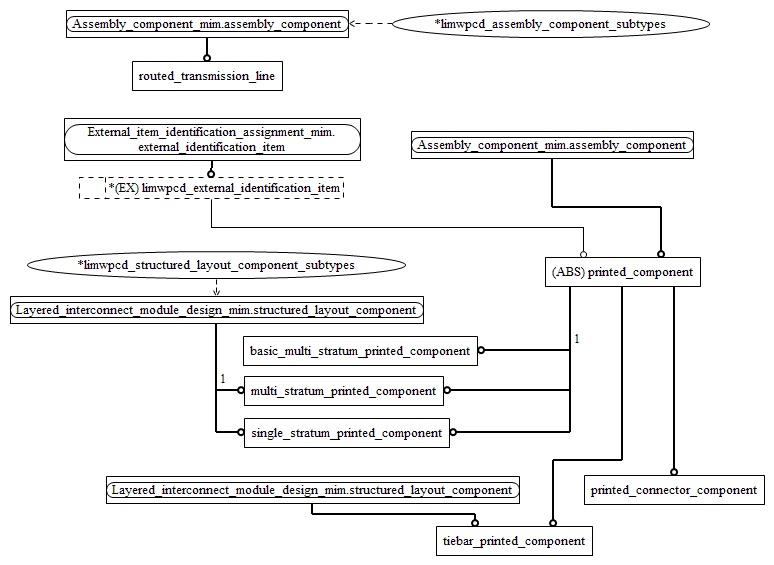 Assembly_component_mim.assembly_component
*limwpcd_assembly_component_subtypes
routed_transmission_line
External_item_identification_assignment_mim.
external_identification_item
Assembly_component_mim.assembly_component
*(EX) limwpcd_external_identification_item
*limwpcd_structured_layout_component_subtypes
(ABS) printed_component
Layered_interconnect_module_design_mim.structured_layout_component
1
basic_multi_stratum_printed_component
1
multi_stratum_printed_component
single_stratum_printed_component
Layered_interconnect_module_design_mim.structured_layout_component
printed_connector_component
tiebar_printed_component